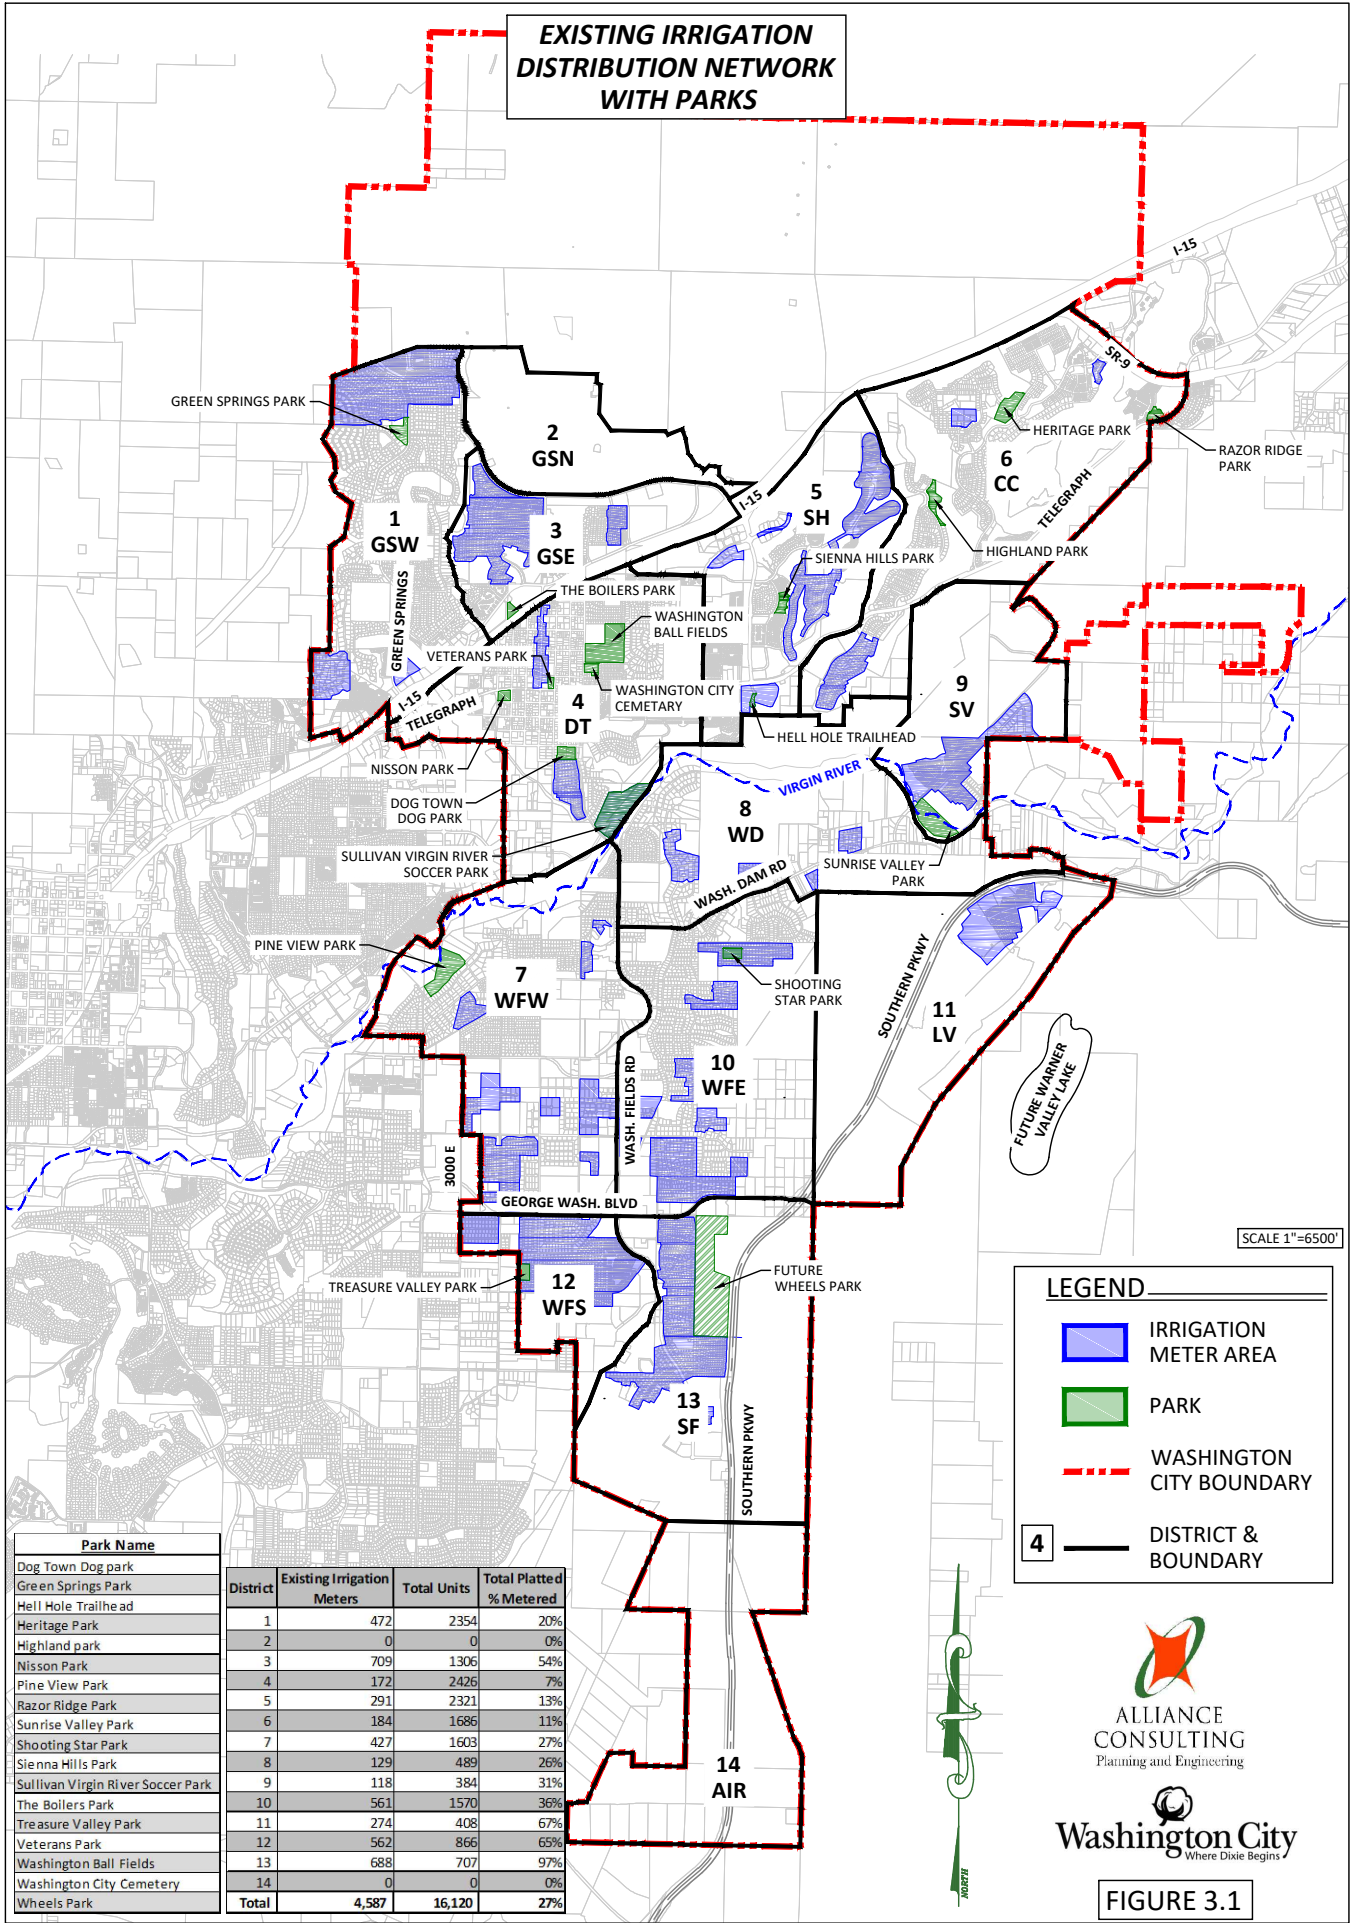 EXISTING IRRIGATION
DISTRIBUTION NETWORK
WITH PARKS
I-15
SR-9
GREEN SPRINGS PARK
2
GSN
HERITAGE PARK
RAZOR RIDGE
PARK
6
CC
TELEGRAPH
I-15
5
SH
1
GSW
3
GSE
HIGHLAND PARK
SIENNA HILLS PARK
GREEN SPRINGS
THE BOILERS PARK
WASHINGTON
BALL FIELDS
VETERANS PARK
WASHINGTON CITY
CEMETARY
9
SV
I-15
TELEGRAPH
4
DT
HELL HOLE TRAILHEAD
NISSON PARK
VIRGIN RIVER
DOG TOWN
DOG PARK
8
WD
SULLIVAN VIRGIN RIVER
SOCCER PARK
SUNRISE VALLEY
PARK
WASH. DAM RD
PINE VIEW PARK
7
WFW
SHOOTING
STAR PARK
SOUTHERN PKWY
11
LV
10
WFE
WASH. FIELDS RD
FUTURE WARNER
VALLEY LAKE
3000 E
GEORGE WASH. BLVD
SCALE 1"=6500'
TREASURE VALLEY PARK
12
WFS
FUTURE
WHEELS PARK
13
SF
SOUTHERN PKWY
LEGEND
IRRIGATION
METER AREA
PARK
WASHINGTON
CITY BOUNDARY
4
DISTRICT &
BOUNDARY
Park Name
Dog Town Dog park
Green Springs Park
Hell Hole Trailhead
Heritage Park
Highland park
Nisson Park
Pine View Park
Razor Ridge Park
Sunrise Valley Park
Shooting Star Park
Sienna Hills Park
Sullivan Virgin River Soccer Park
The Boilers Park
Treasure Valley Park
Veterans Park
Washington Ball Fields
Washington City Cemetery
Wheels Park
District Existing Irrigation Meters Total Units Total Platted % Metered
1 472 2354 20%
2 0 0 0%
3 709 1306 54%
4 172 2426 7%
5 291 2321 13%
6 184 1686 11%
7 427 1603 27%
8 129 489 26%
9 118 384 31%
10 561 1570 36%
11 274 408 67%
12 562 866 65%
13 688 707 97%
14 0 0 0%
Total 4,587 16,120 27%
14
AIR
NORTH
ALLIANCE
CONSULTING
Planning and Engineering
Washington City
Where Dixie Begins
FIGURE 3.1